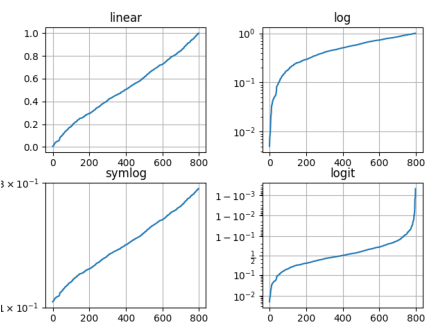 linear
1.0
0.8
0.6
0.4
0.2
0.0
0 200 400 600 800
log
10⁰
10⁻¹
10⁻²
0 200 400 600 800
symlog
3 × 10⁻¹
1 × 10⁻¹
0 200 400 600 800
logit
1 − 10⁻³
1 − 10⁻²
1 − 10⁻¹
1/2
10⁻¹
10⁻²
0 200 400 600 800